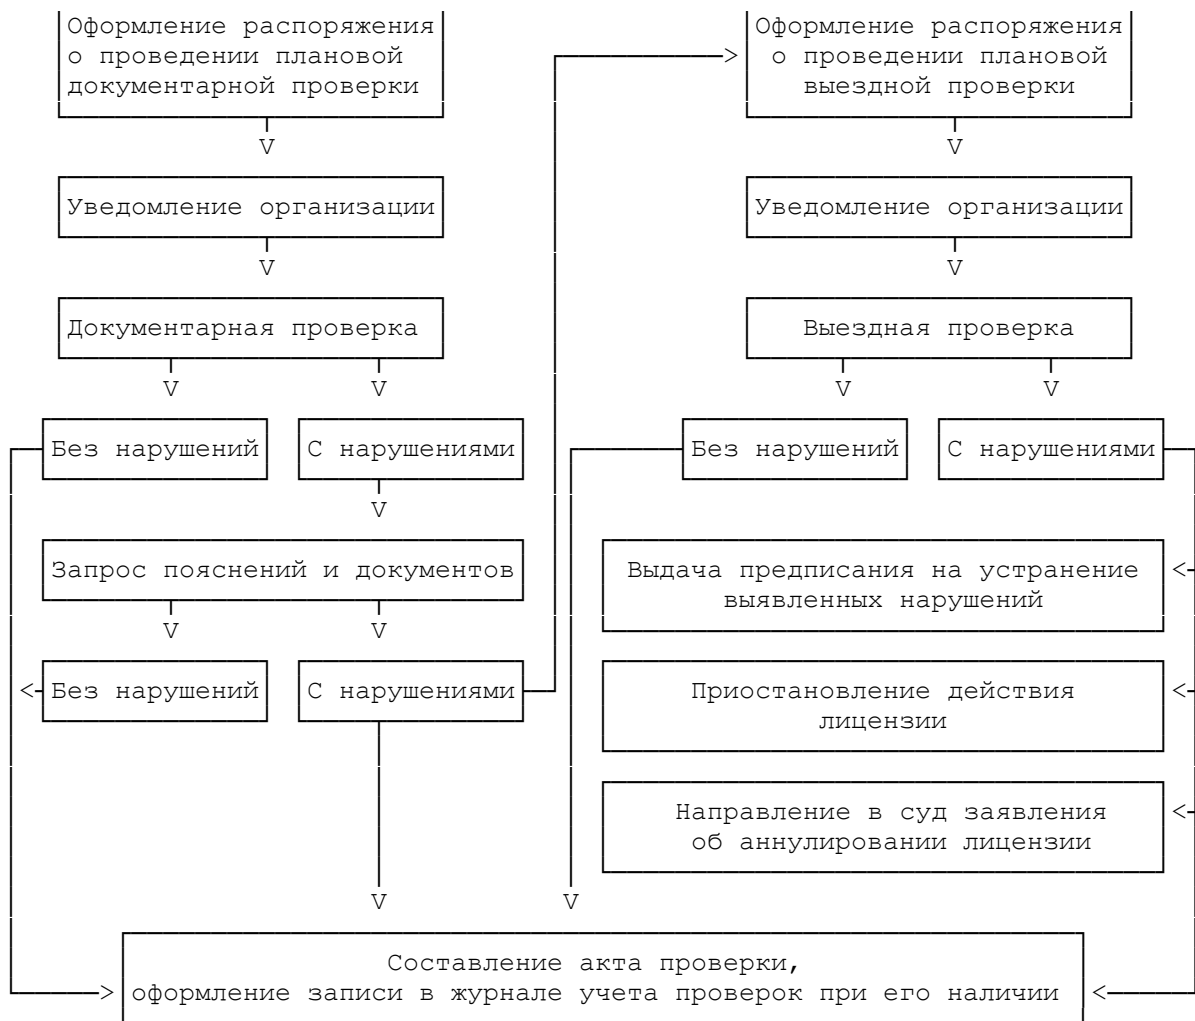 Оформление распоряжения
о проведении плановой
документарной проверки
Оформление распоряжения
о проведении плановой
выездной проверки
Уведомление организации
Уведомление организации
Документарная проверка
Выездная проверка
Без нарушений
С нарушениями
Без нарушений
С нарушениями
Запрос пояснений и документов
Выдача предписания на устранение
выявленных нарушений
Без нарушений
С нарушениями
Приостановление действия
лицензии
Направление в суд заявления
об аннулировании лицензии
Составление акта проверки,
оформление записи в журнале учета проверок при его наличии